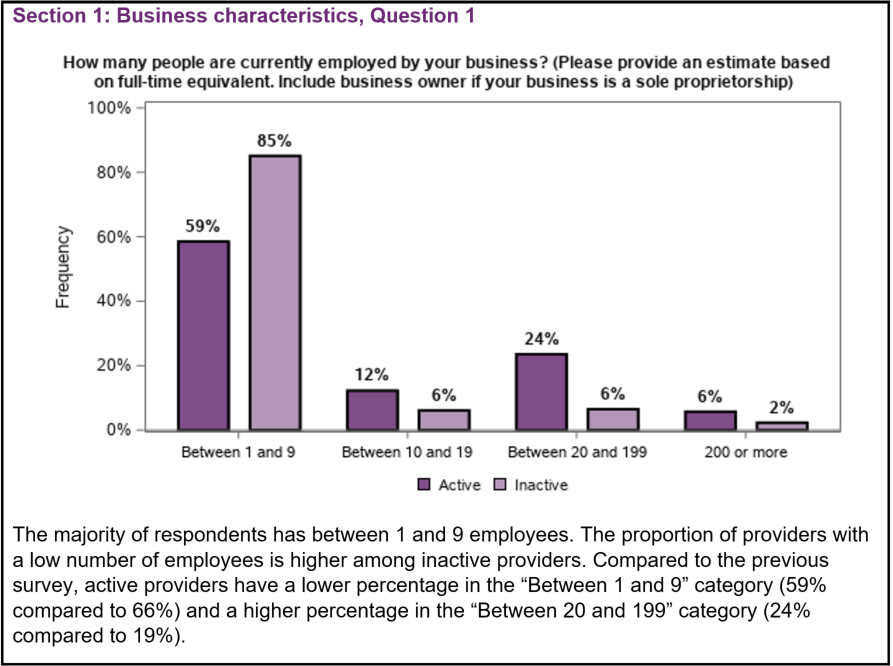 Section 1: Business characteristics, Question 1
How many people are currently employed by your business? (Please provide an estimate based
on full-time equivalent. Include business owner if your business is a sole proprietorship)
100%
80%
60%
40%
20%
0%
Frequency
59%
85%
12%
6%
24%
6%
6%
2%
Between 1 and 9
Between 10 and 19
Between 20 and 199
200 or more
Active
Inactive
The majority of respondents has between 1 and 9 employees. The proportion of providers with
a low number of employees is higher among inactive providers. Compared to the previous
survey, active providers have a lower percentage in the “Between 1 and 9” category (59%
compared to 66%) and a higher percentage in the “Between 20 and 199” category (24%
compared to 19%).